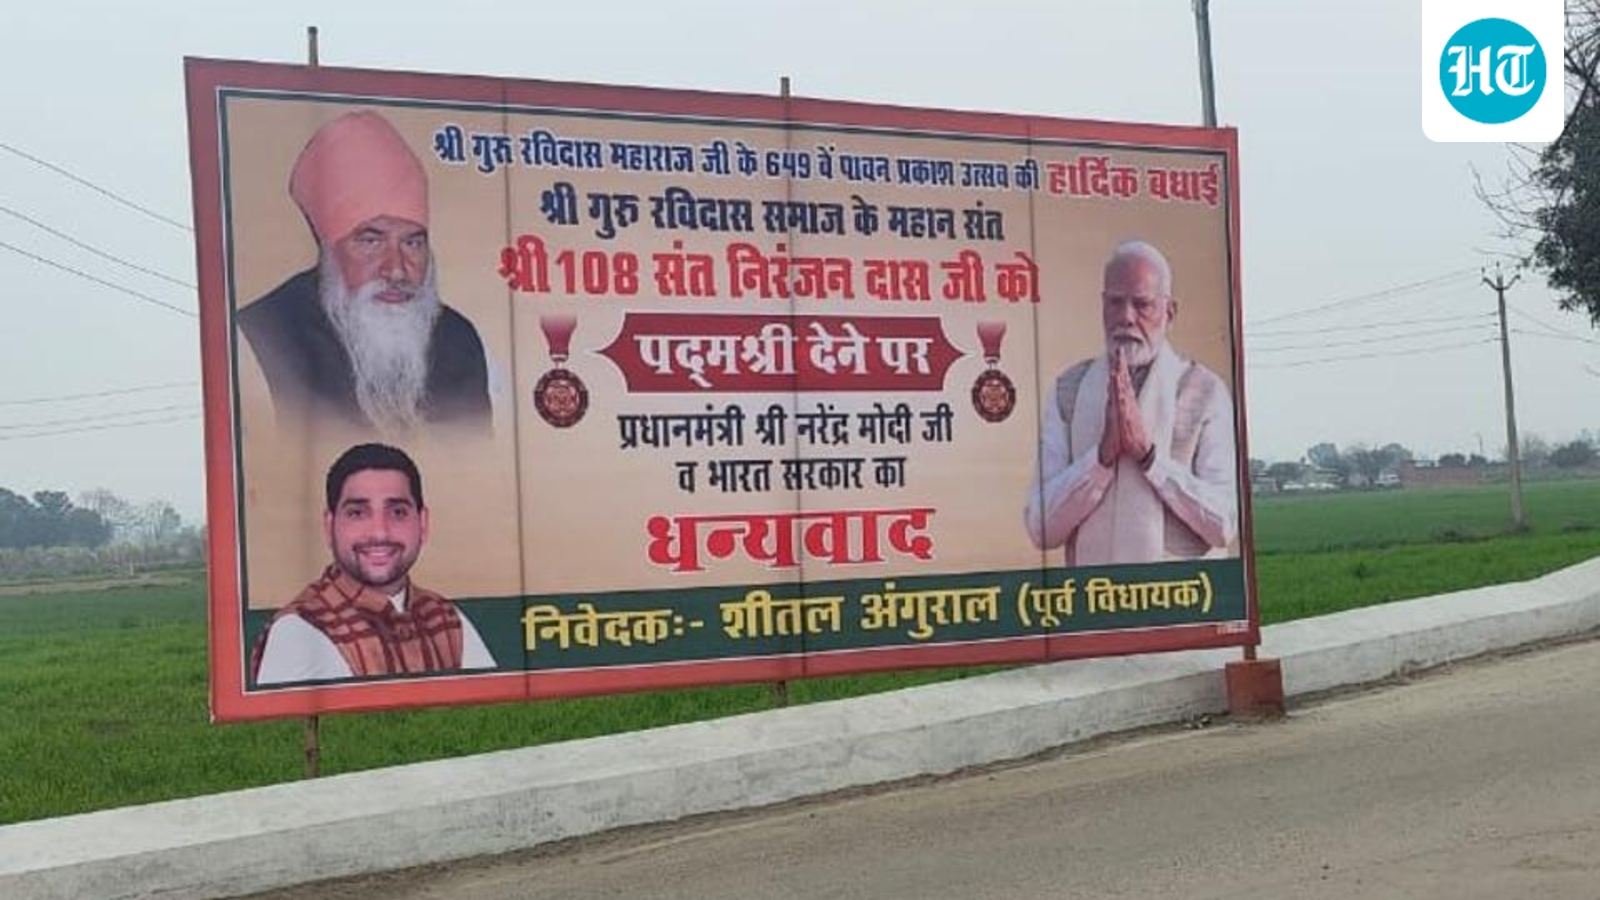 HT
श्री गुरू रविदास महाराज जी के 649 वें पावन प्रकाश उत्सव की हार्दिक बधाई
श्री गुरू रविदास समाज के महान संत
श्री 108 संत निरंजन दास जी को
पद्मश्री देने पर
प्रधानमंत्री श्री नरेंद्र मोदी जी
व भारत सरकार का
धन्यवाद
निवेदकः- शीतल अंगुराल (पूर्व विधायक)